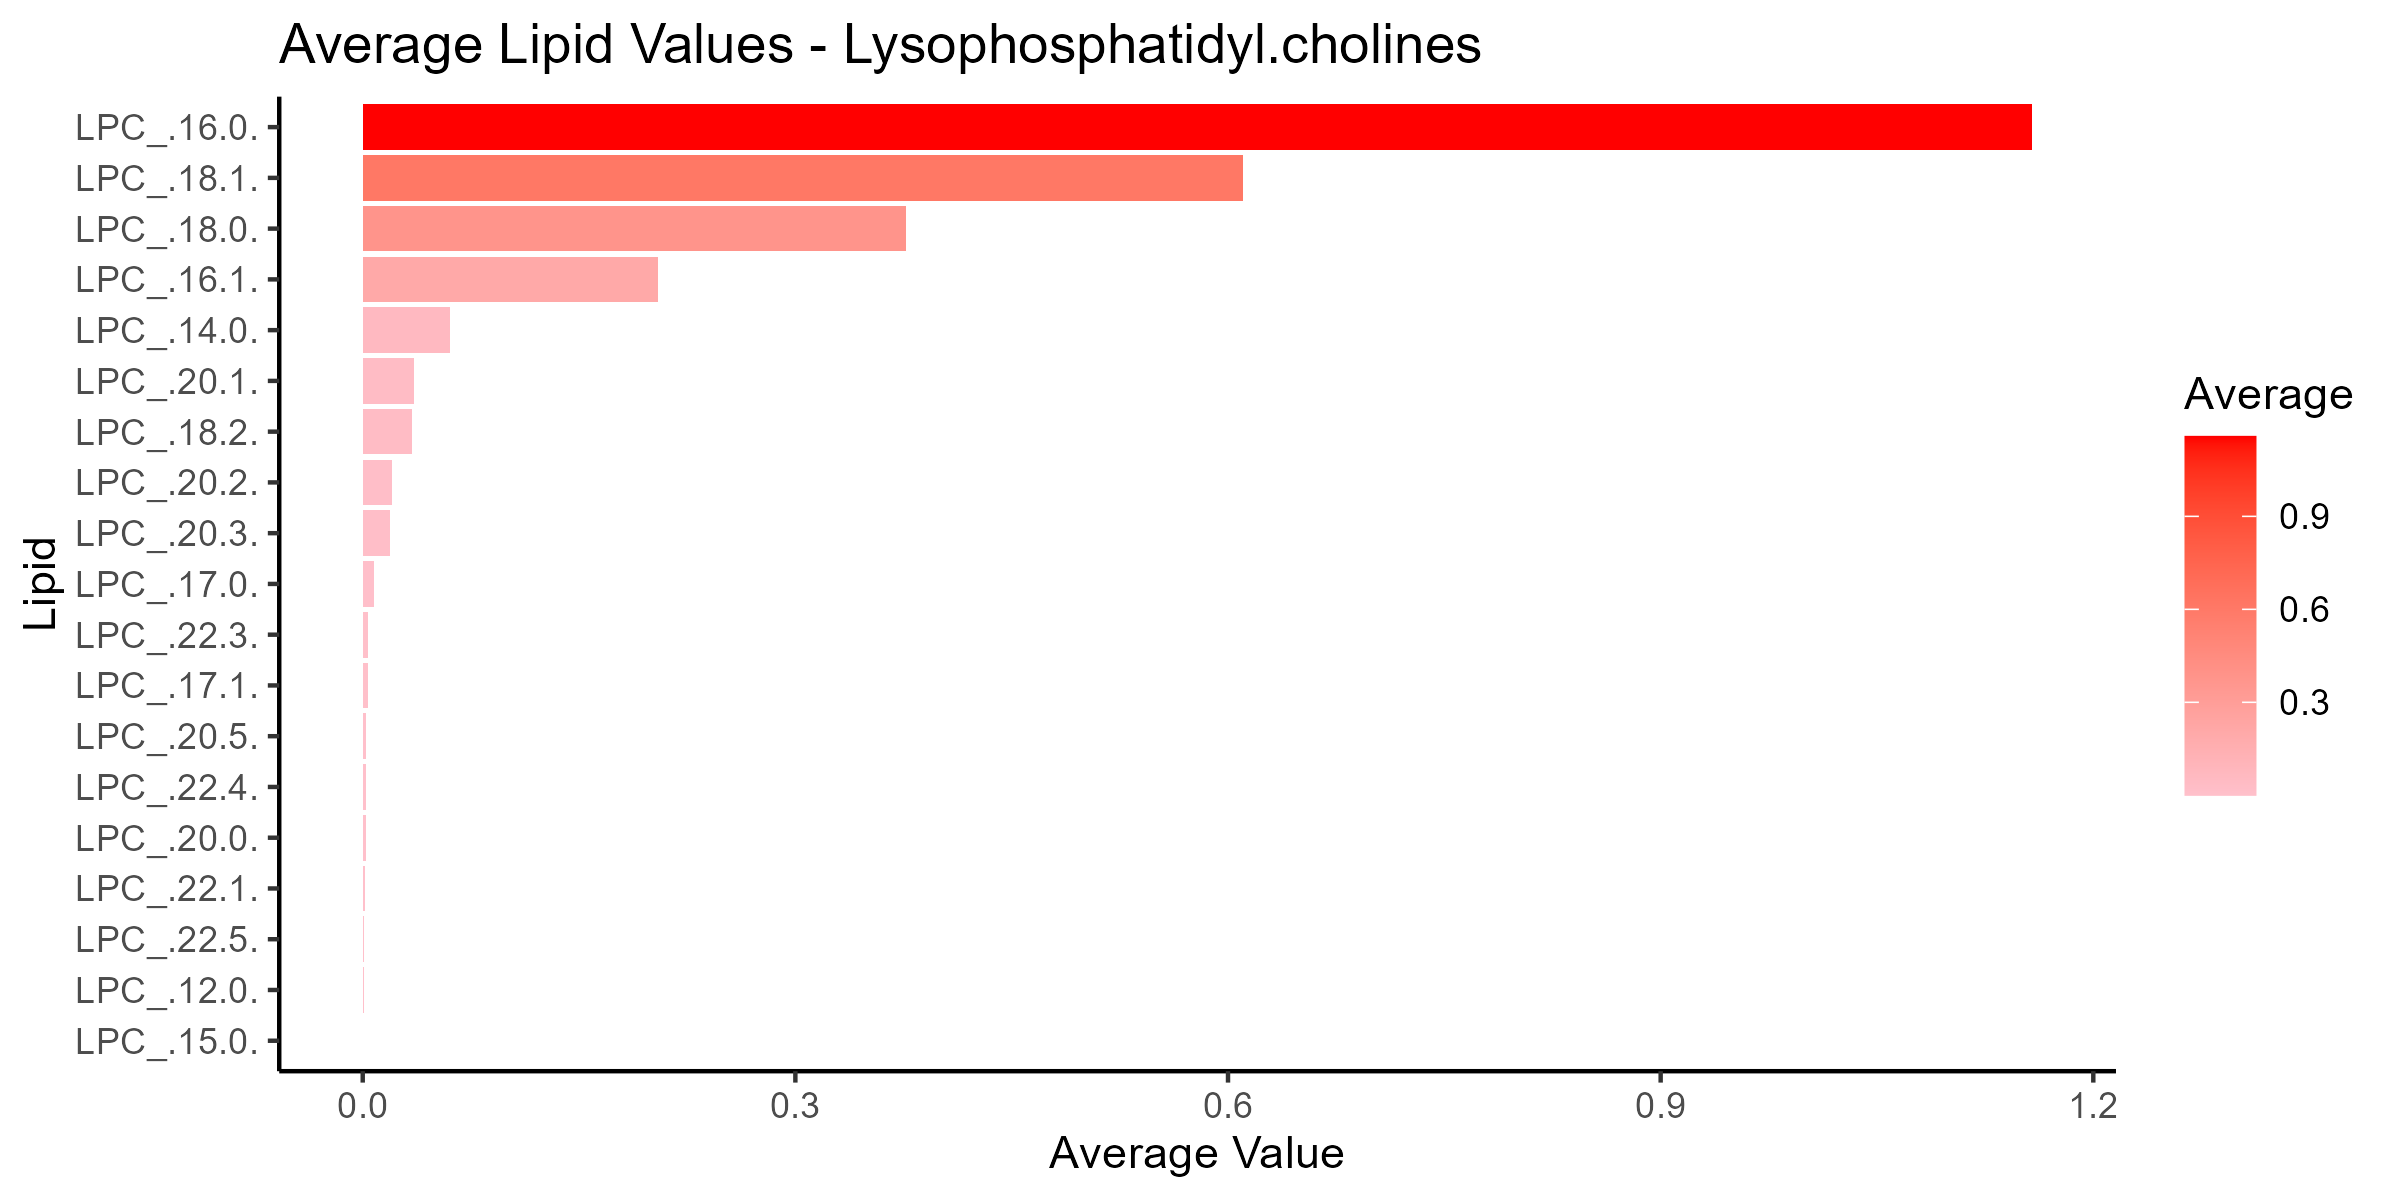 Average Lipid Values - Lysophosphatidyl.cholines
LPC_.16.0.
LPC_.18.1.
LPC_.18.0.
LPC_.16.1.
LPC_.14.0.
LPC_.20.1.
LPC_.18.2.
LPC_.20.2.
LPC_.20.3.
LPC_.17.0.
LPC_.22.3.
LPC_.17.1.
LPC_.20.5.
LPC_.22.4.
LPC_.20.0.
LPC_.22.1.
LPC_.22.5.
LPC_.12.0.
LPC_.15.0.
Lipid
0.0 0.3 0.6 0.9 1.2
Average Value
Average
0.9
0.6
0.3